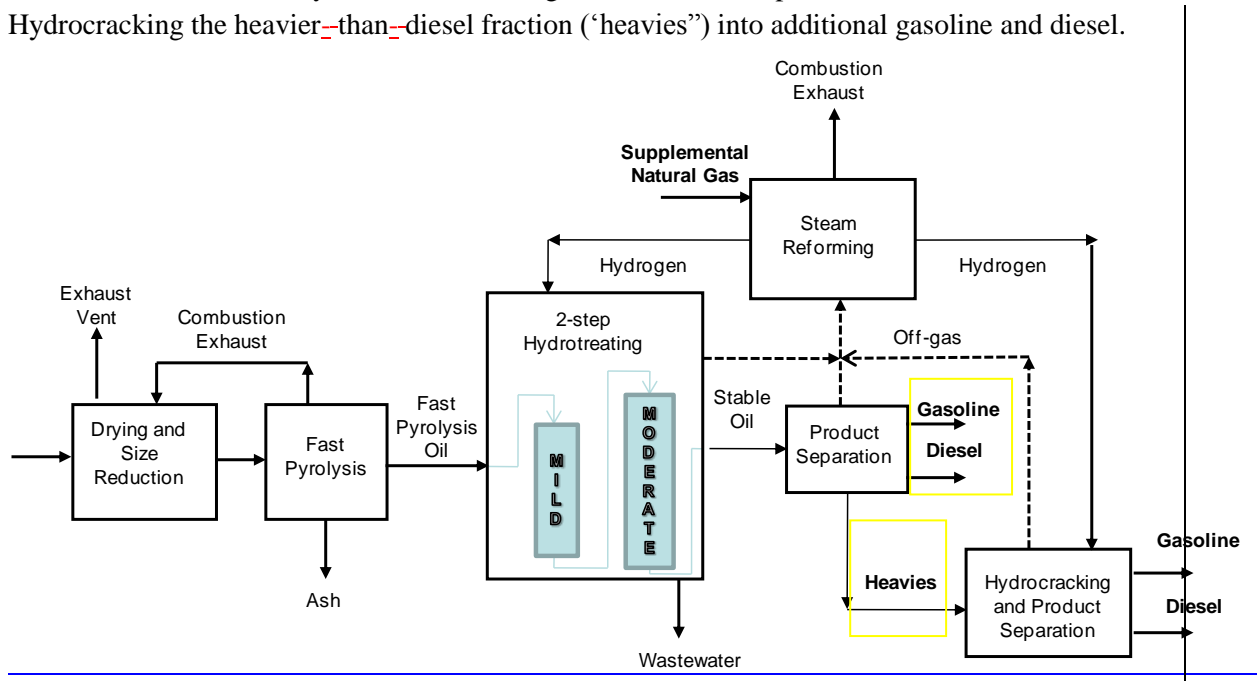 Hydrocracking the heavier--than--diesel fraction (‘heavies”) into additional gasoline and diesel.
Combustion
Exhaust
Supplemental
Natural Gas
Steam
Reforming
Hydrogen
Hydrogen
Exhaust
Vent
Combustion
Exhaust
2-step
Hydrotreating
Off-gas
Drying and
Size
Reduction
Fast
Pyrolysis
Fast
Pyrolysis
Oil
MILD
MODERATE
Stable
Oil
Product
Separation
Gasoline
Diesel
Heavies
Hydrocracking
and Product
Separation
Gasoline
Diesel
Ash
Wastewater